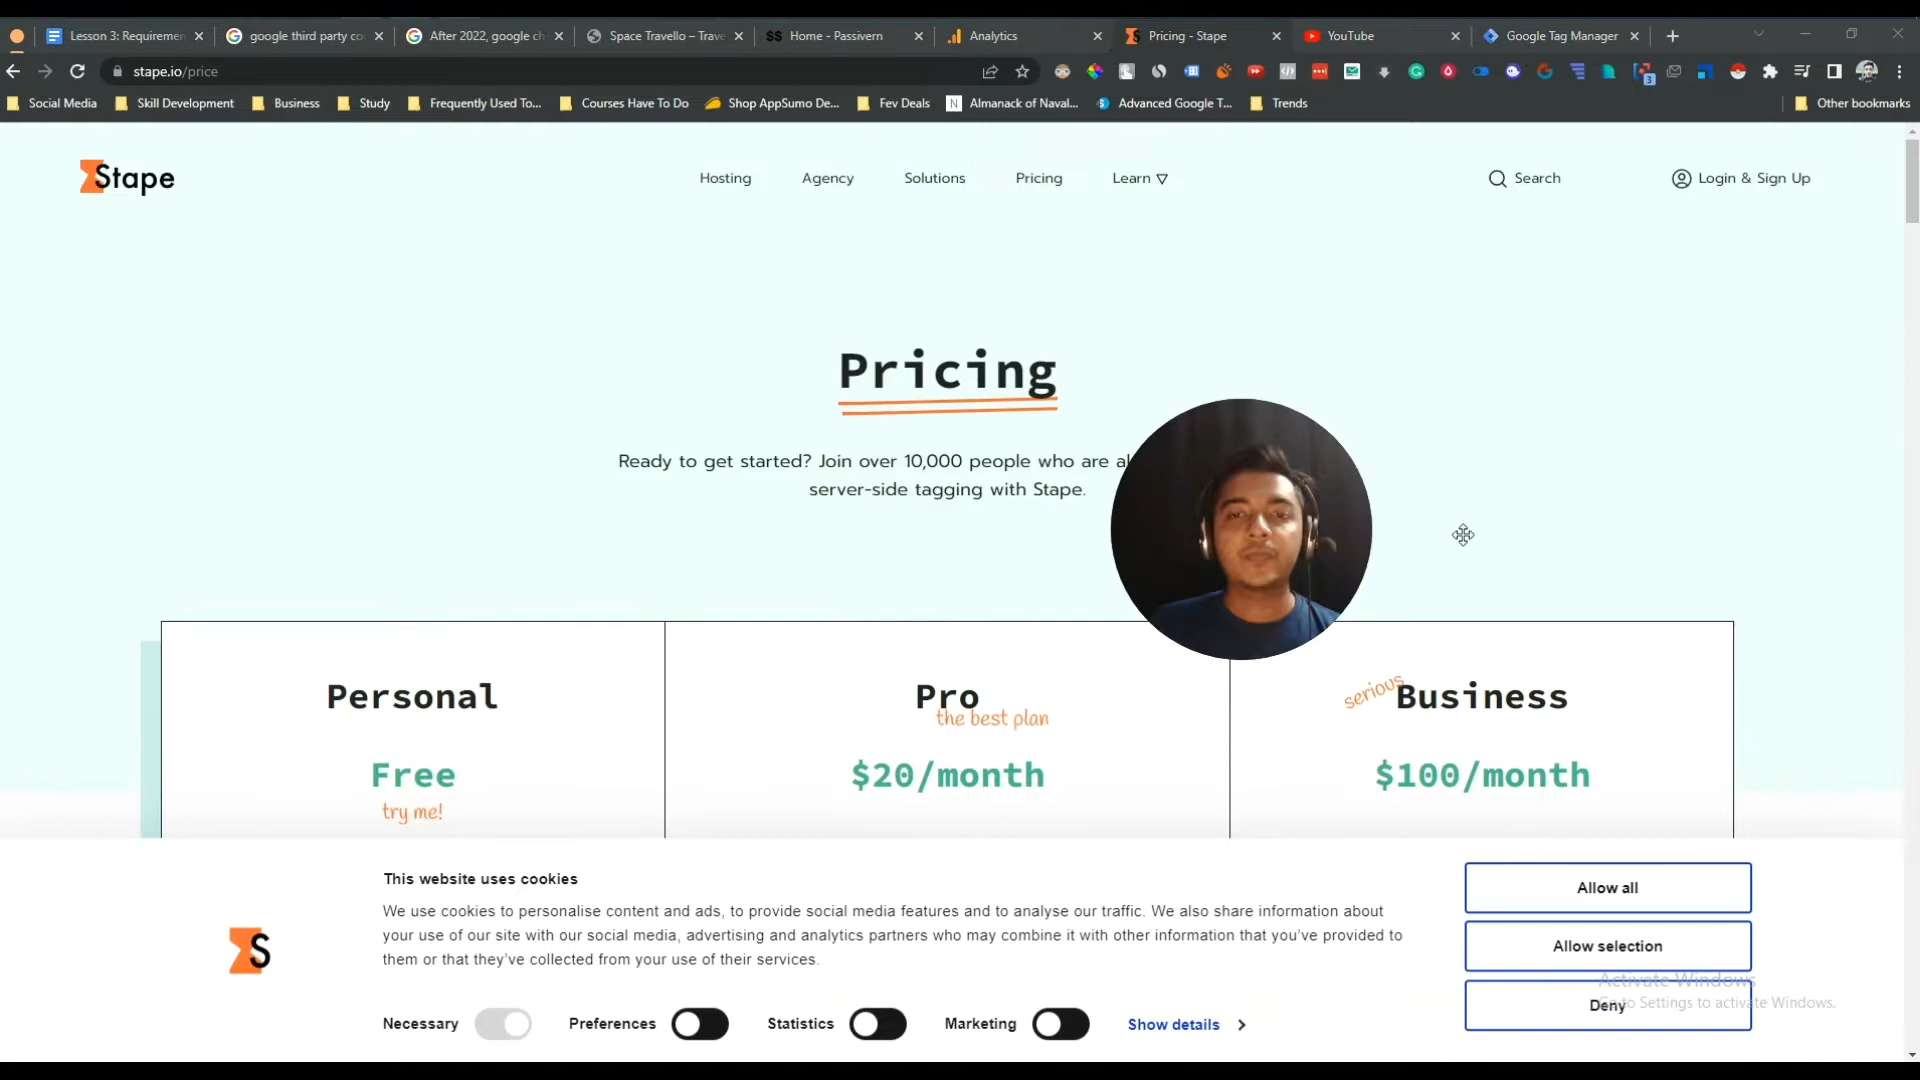 Lesson 3: Requiremen
google third party co
After 2022, google ch
Space Travello – Trave
Home - Passivern
Analytics
Pricing - Stape
YouTube
Google Tag Manager
stape.io/price
Social Media
Skill Development
Business
Study
Frequently Used To...
Courses Have To Do
Shop AppSumo De...
Fev Deals
Almanack of Naval...
Advanced Google T...
Trends
Other bookmarks
Stape
Hosting
Agency
Solutions
Pricing
Learn
Search
Login & Sign Up
Pricing
Ready to get started? Join over 10,000 people who are al
server-side tagging with Stape.
Personal
Free
try me!
Pro
the best plan
$20/month
serious
Business
$100/month
This website uses cookies
We use cookies to personalise content and ads, to provide social media features and to analyse our traffic. We also share information about
your use of our site with our social media, advertising and analytics partners who may combine it with other information that you've provided to
them or that they've collected from your use of their services.
Necessary
Preferences
Statistics
Marketing
Show details
Allow all
Allow selection
Deny
Activate Windows
Go to Settings to activate Windows.